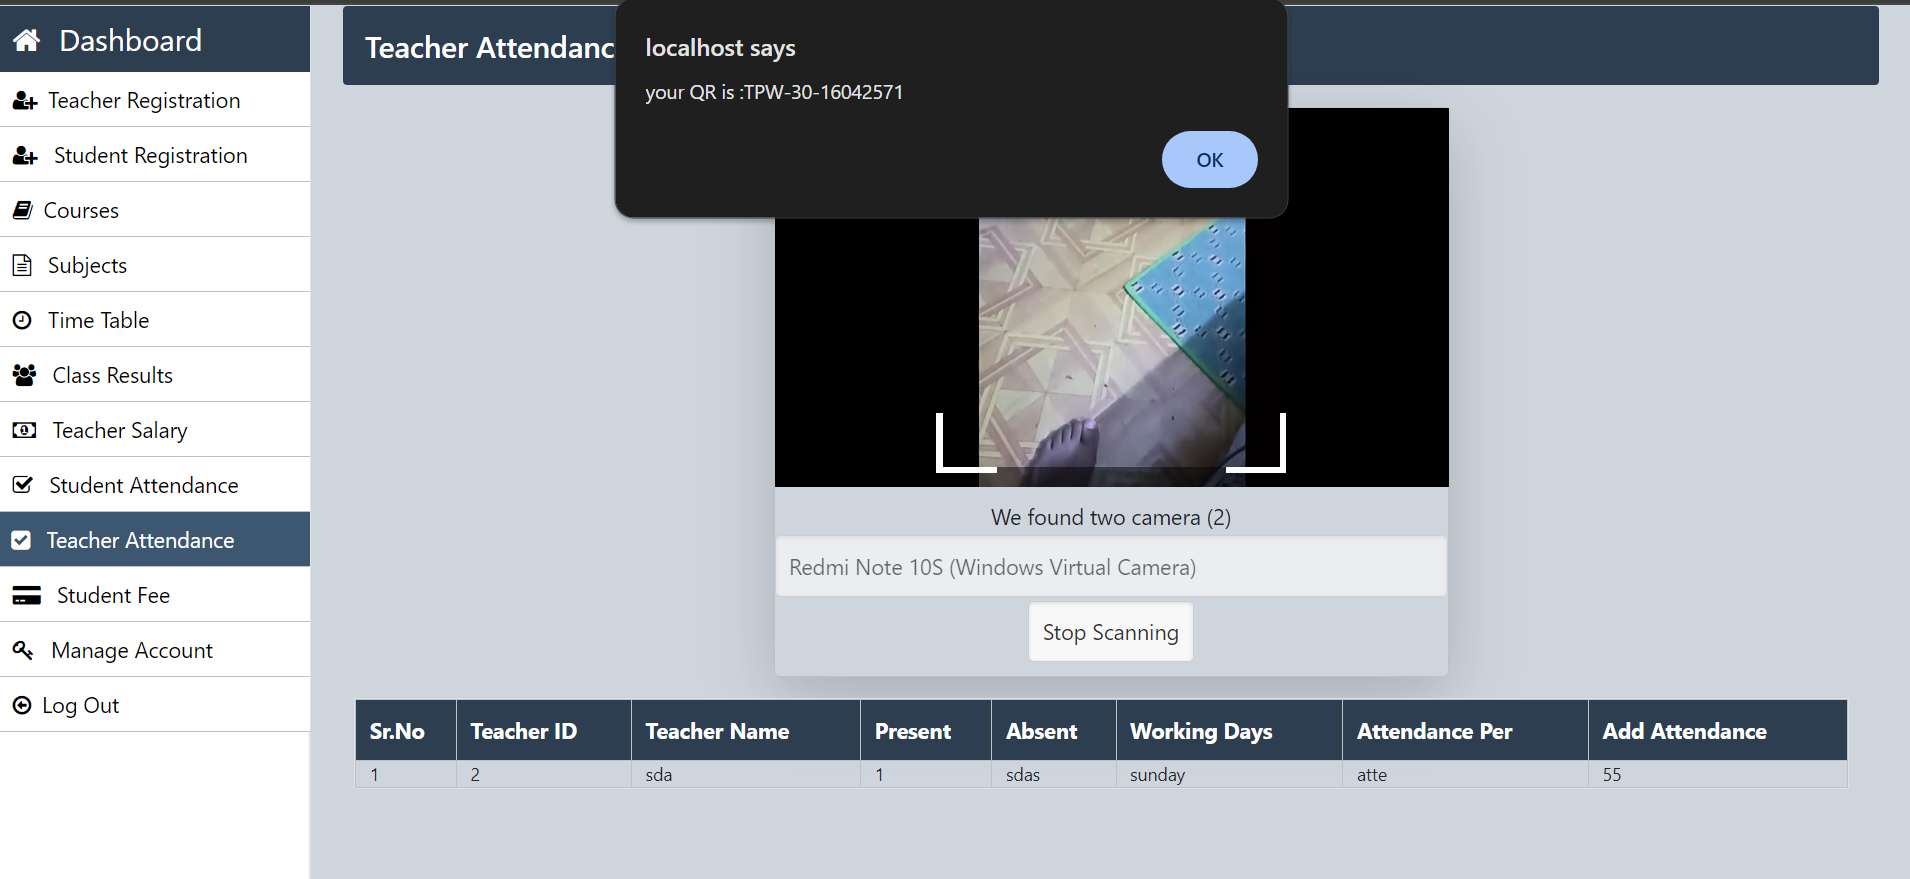 Dashboard
Teacher Registration
Student Registration
Courses
Subjects
Time Table
Class Results
Teacher Salary
Student Attendance
Teacher Attendance
Student Fee
Manage Account
Log Out
Teacher Attendanc
localhost says
your QR is :TPW-30-16042571
OK
We found two camera (2)
Redmi Note 10S (Windows Virtual Camera)
Stop Scanning
Sr.No Teacher ID Teacher Name Present Absent Working Days Attendance Per Add Attendance
1 2 sda 1 sdas sunday atte 55